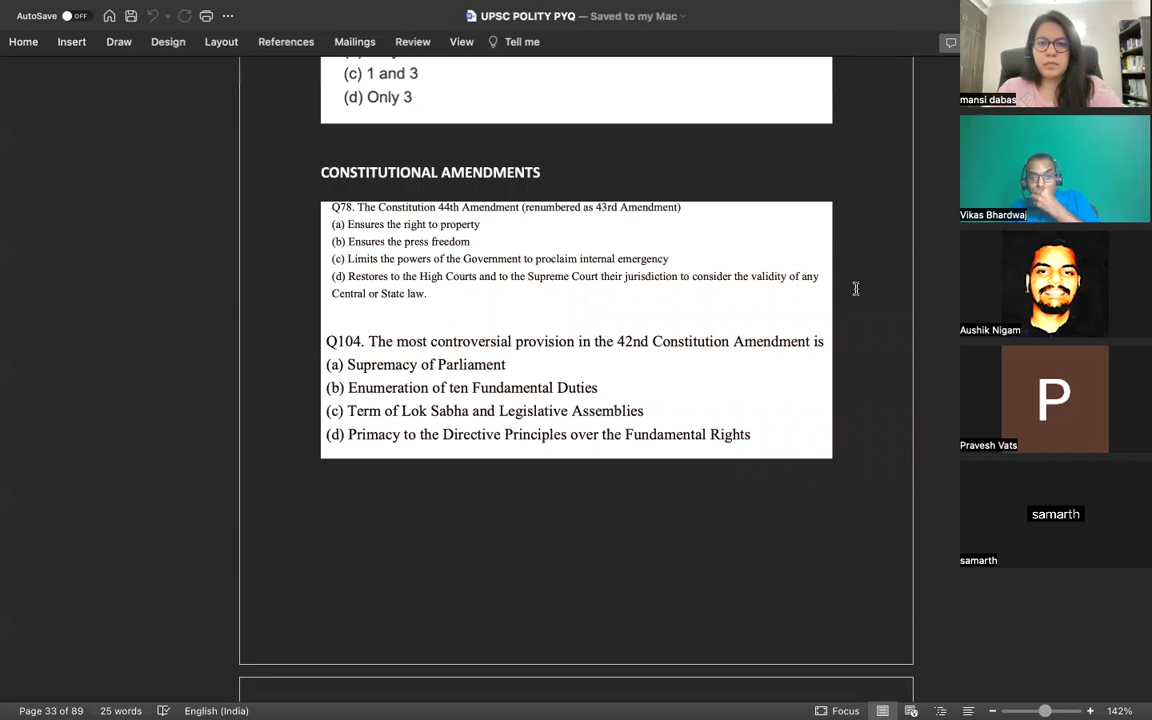 AutoSave OFF
UPSC POLITY PYQ — Saved to my Mac
Home Insert Draw Design Layout References Mailings Review View Tell me
(c) 1 and 3
(d) Only 3
CONSTITUTIONAL AMENDMENTS
Q78. The Constitution 44th Amendment (renumbered as 43rd Amendment)
(a) Ensures the right to property
(b) Ensures the press freedom
(c) Limits the powers of the Government to proclaim internal emergency
(d) Restores to the High Courts and to the Supreme Court their jurisdiction to consider the validity of any
Central or State law.
Q104. The most controversial provision in the 42nd Constitution Amendment is
(a) Supremacy of Parliament
(b) Enumeration of ten Fundamental Duties
(c) Term of Lok Sabha and Legislative Assemblies
(d) Primacy to the Directive Principles over the Fundamental Rights
mansi dabas
Vikas Bhardwaj
Aushik Nigam
P
Pravesh Vats
samarth
samarth
Page 33 of 89 25 words English (India) Focus 142%